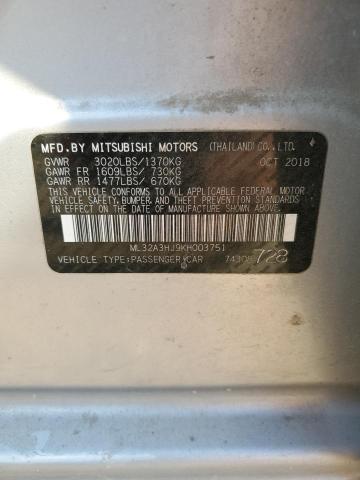 MFD.BY MITSUBISHI MOTORS (THAILAND)CO.,LTD.
GVWR 3020LBS/1370KG OCT 2018
GAWR FR 1609LBS/ 730KG
GAWR RR 1477LBS/ 670KG
THIS VEHICLE CONFORMS TO ALL APPLICABLE FEDERAL MOTOR
VEHICLE SAFETY, BUMPER, AND THEFT PREVENTION STANDARDS
IN EFFECT ON THE DATE OF MANUFACTURE SHOWN ABOVE.
ML32A3HJ9KH003751
VEHICLE TYPE:PASSENGER CAR 728